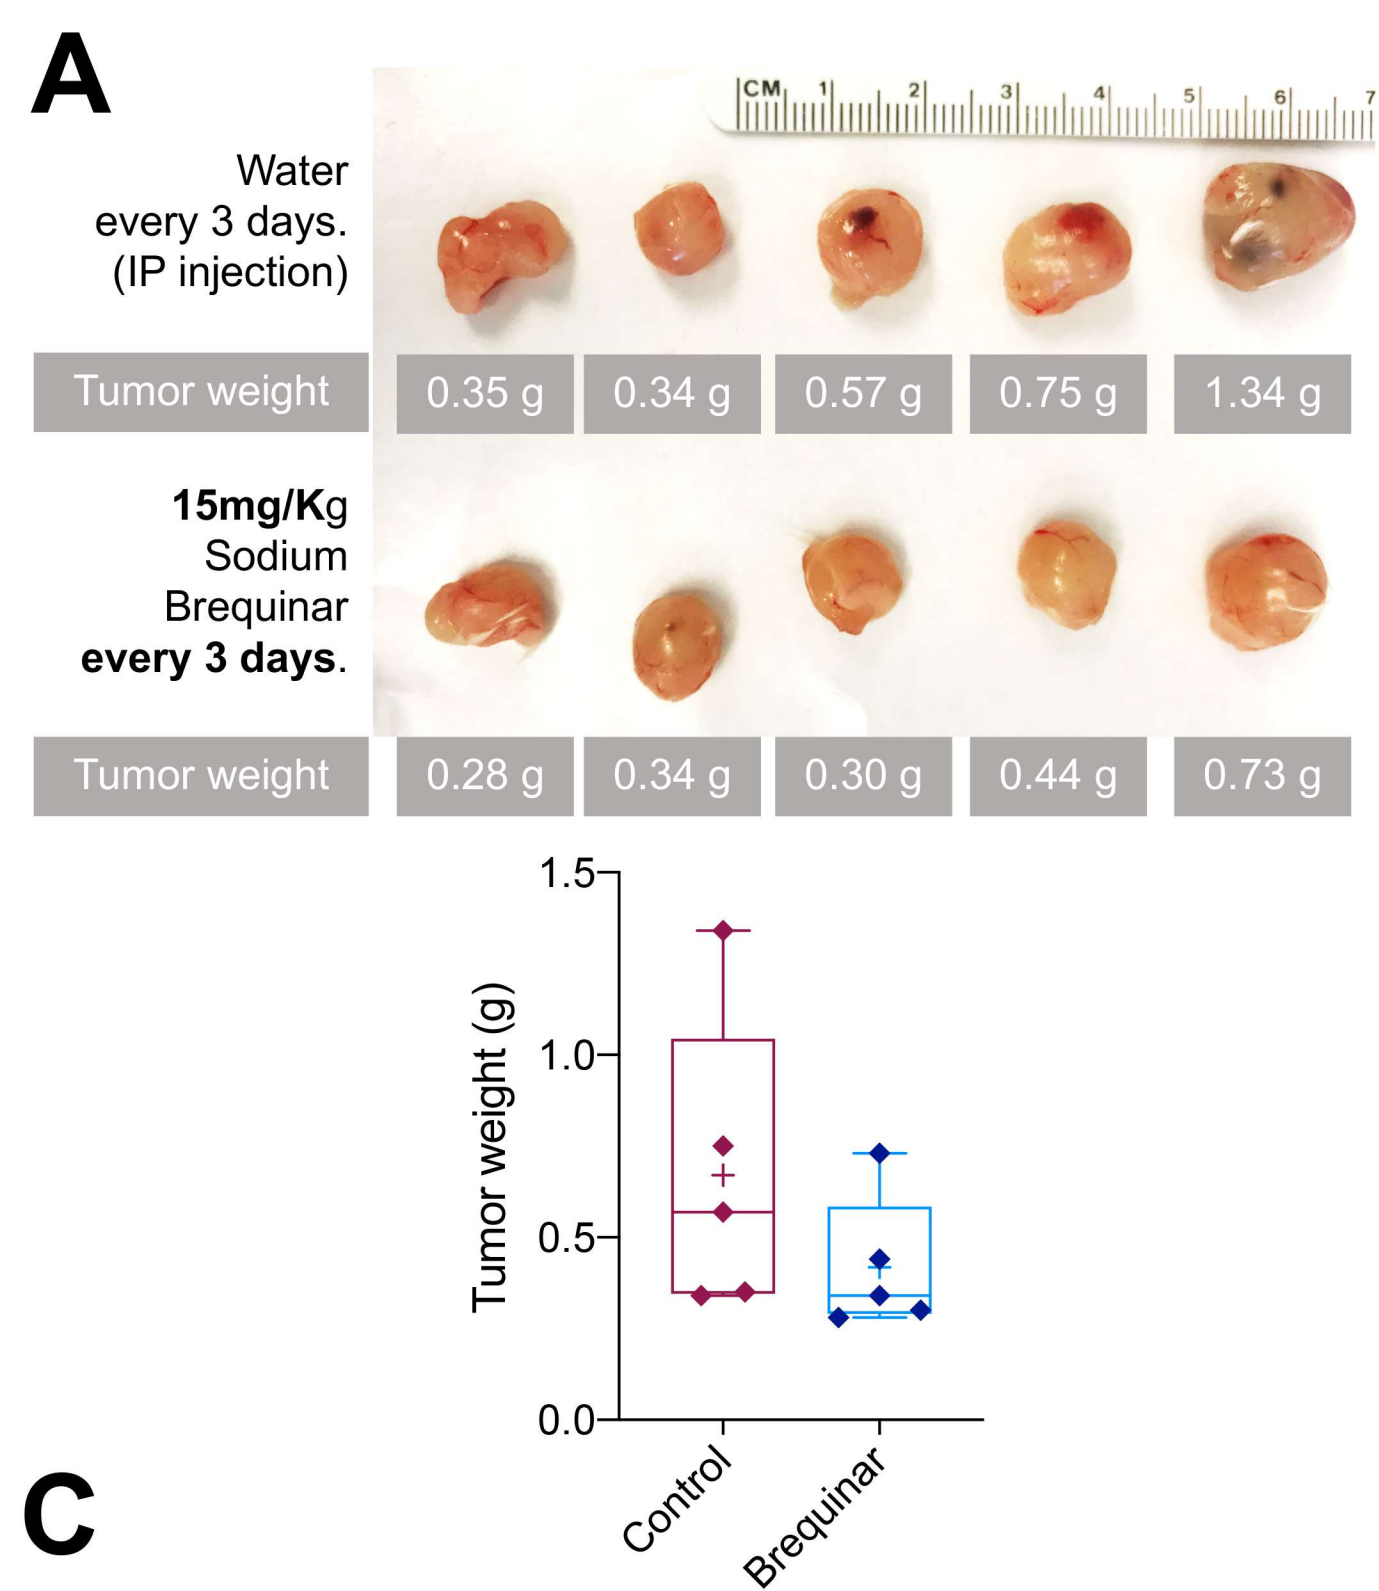 A
CM 1 2 3 4 5 6 7
Water
every 3 days.
(IP injection)
Tumor weight 0.35 g 0.34 g 0.57 g 0.75 g 1.34 g
15mg/Kg
Sodium
Brequinar
every 3 days.
Tumor weight 0.28 g 0.34 g 0.30 g 0.44 g 0.73 g
1.5
1.0
0.5
0.0
Tumor weight (g)
Control
Brequinar
C